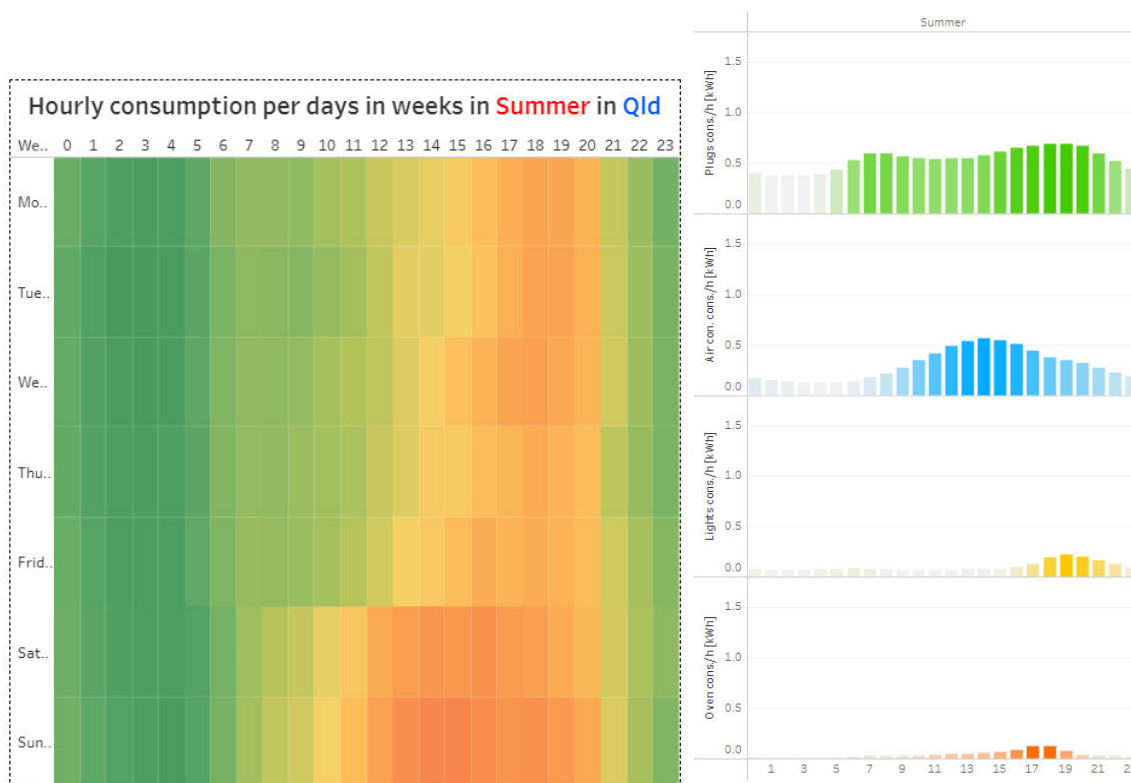 Hourly consumption per days in weeks in Summer in Qld
We.. 0 1 2 3 4 5 6 7 8 9 10 11 12 13 14 15 16 17 18 19 20 21 22 23
Mo..
Tue..
We..
Thu..
Frid..
Sat..
Sun..
Summer
Plugs cons./h [kWh]
1.5
1.0
0.5
0.0
Air con. cons./h [kWh]
1.5
1.0
0.5
0.0
Lights cons./h [kWh]
1.5
1.0
0.5
0.0
Oven cons./h [kWh]
1.5
1.0
0.5
0.0
1 3 5 7 9 11 13 15 17 19 21 2